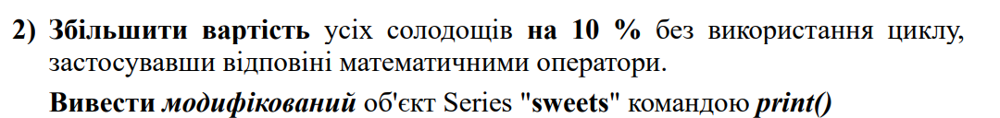 2) Збільшити вартість усіх солодощів на 10 % без використання циклу,
застосувавши відповіні математичними оператори.
Вивести модифікований об'єкт Series "sweets" командою print()